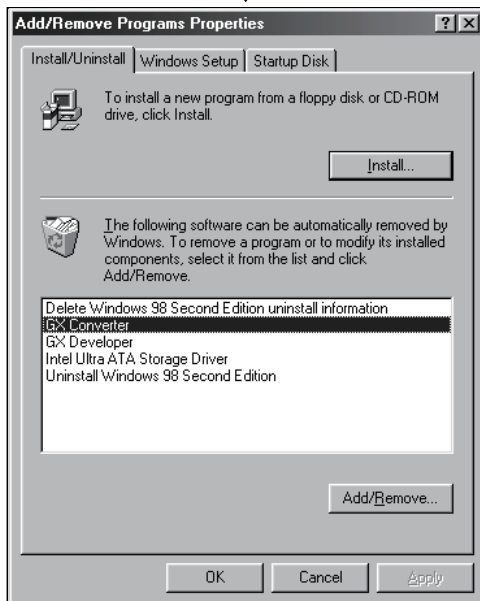 Add/Remove Programs Properties
Install/Uninstall Windows Setup Startup Disk
To install a new program from a floppy disk or CD-ROM
drive, click Install.
Install...
The following software can be automatically removed by
Windows. To remove a program or to modify its installed
components, select it from the list and click
Add/Remove.
Delete Windows 98 Second Edition uninstall information
GX Converter
GX Developer
Intel Ultra ATA Storage Driver
Uninstall Windows 98 Second Edition
Add/Remove...
OK Cancel Apply